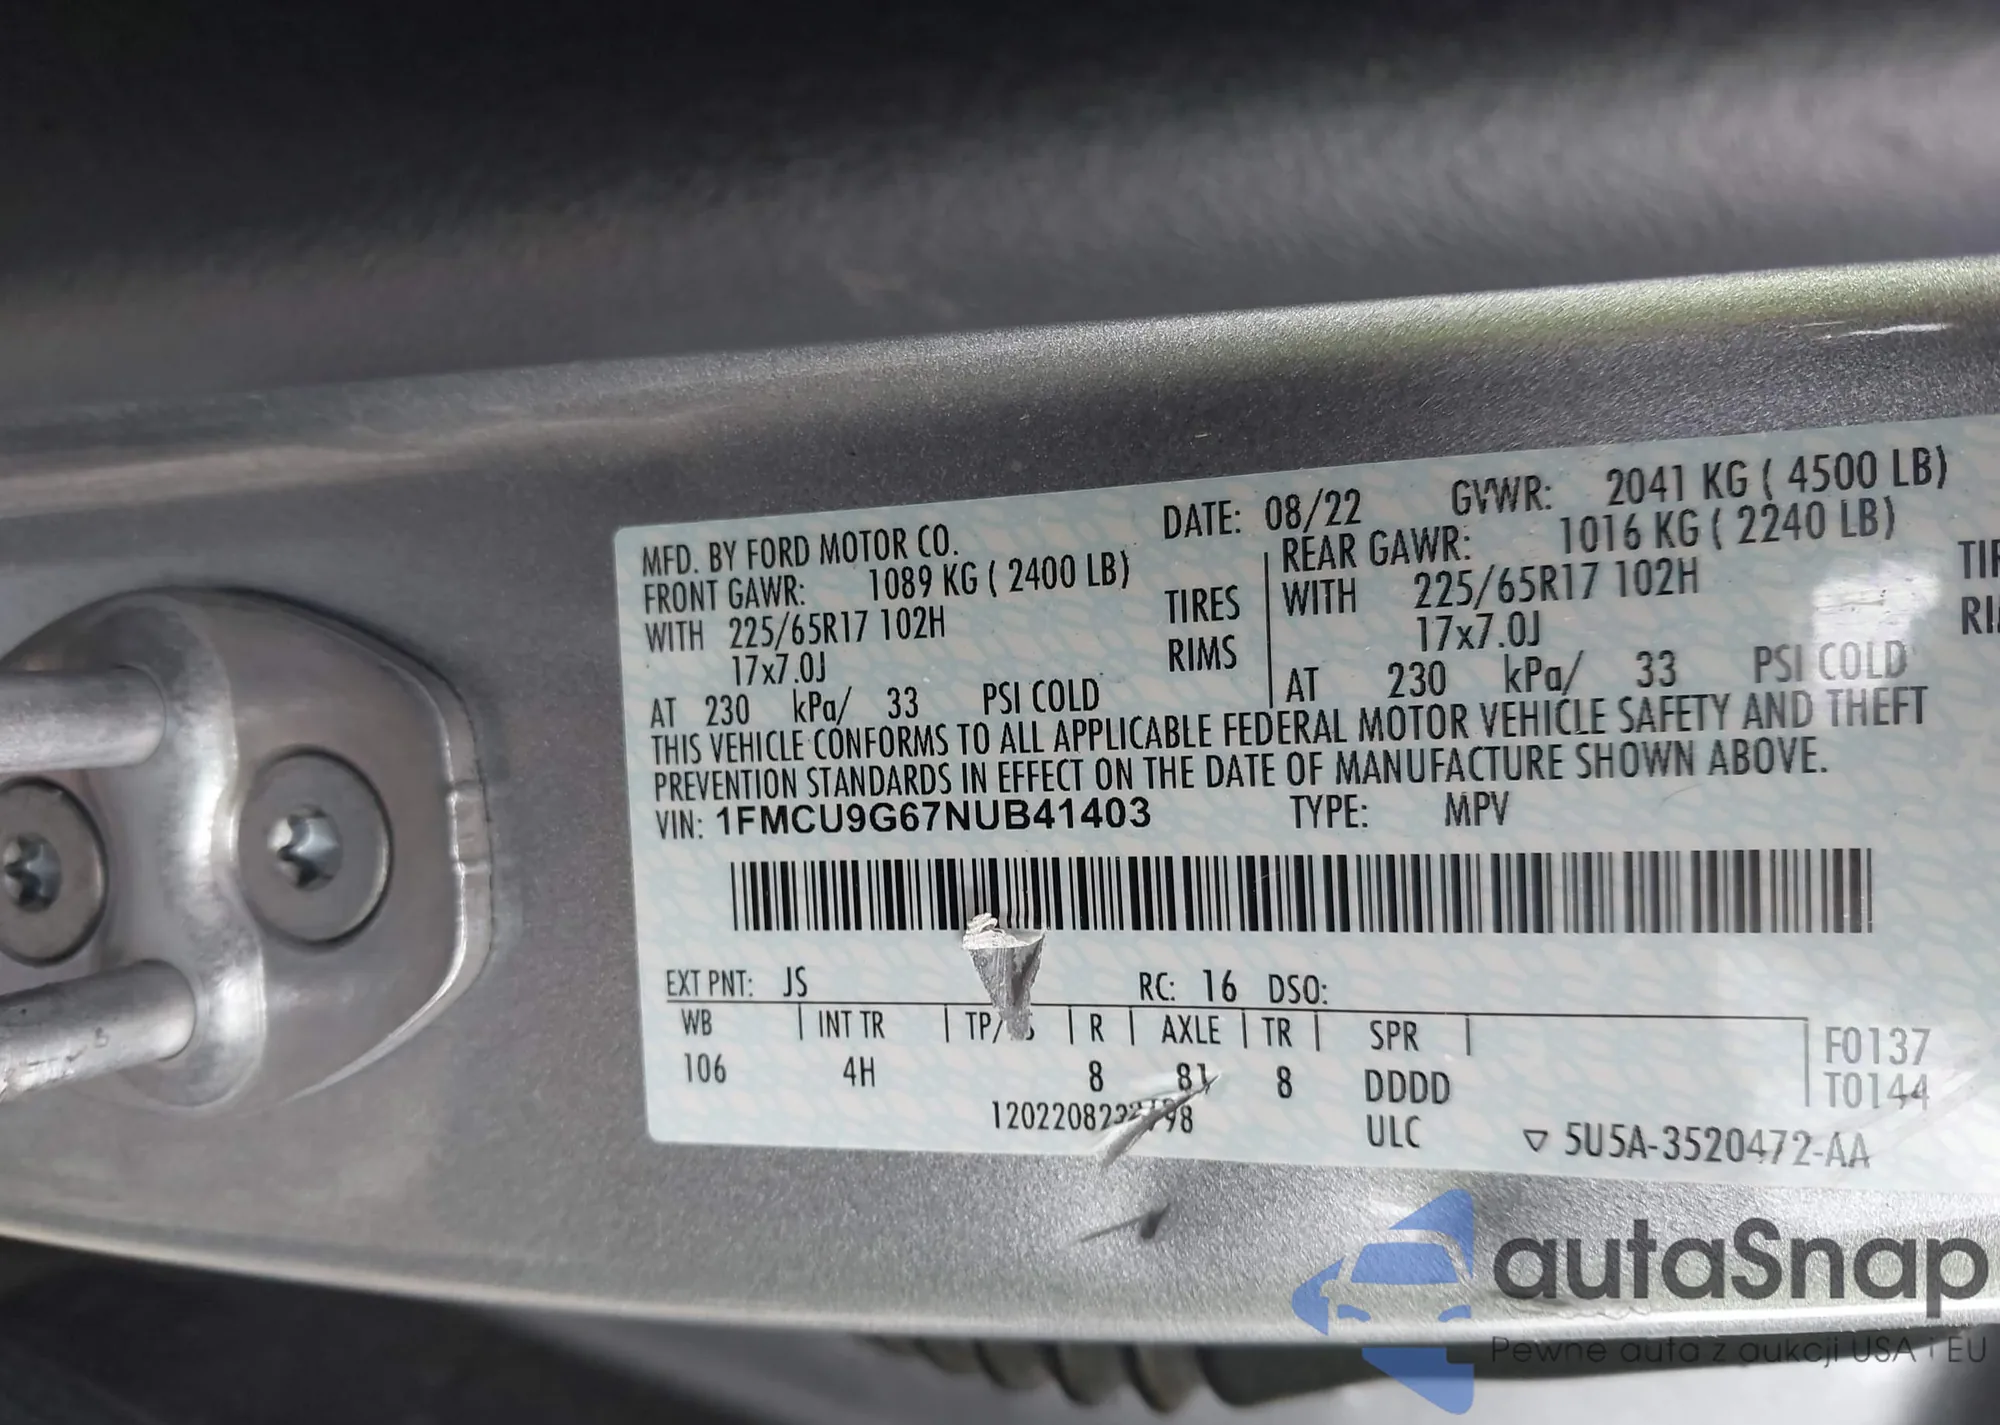 MFD. BY FORD MOTOR CO. DATE: 08/22 GVWR: 2041 KG ( 4500 LB)
FRONT GAWR: 1089 KG ( 2400 LB) REAR GAWR: 1016 KG ( 2240 LB)
WITH 225/65R17 102H TIRES WITH 225/65R17 102H
17x7.0J RIMS 17x7.0J
AT 230 kPa/ 33 PSI COLD AT 230 kPa/ 33 PSI COLD
THIS VEHICLE CONFORMS TO ALL APPLICABLE FEDERAL MOTOR VEHICLE SAFETY AND THEFT
PREVENTION STANDARDS IN EFFECT ON THE DATE OF MANUFACTURE SHOWN ABOVE.
VIN: 1FMCU9G67NUB41403 TYPE: MPV
EXT PNT: JS RC: 16 DSO:
WB INT TR R AXLE TR SPR F0137
106 4H 8 81 8 DDDD T0144
ULC ▽ 5U5A-3520472-AA
autaSnap
Pewne auta z aukcji USA i EU